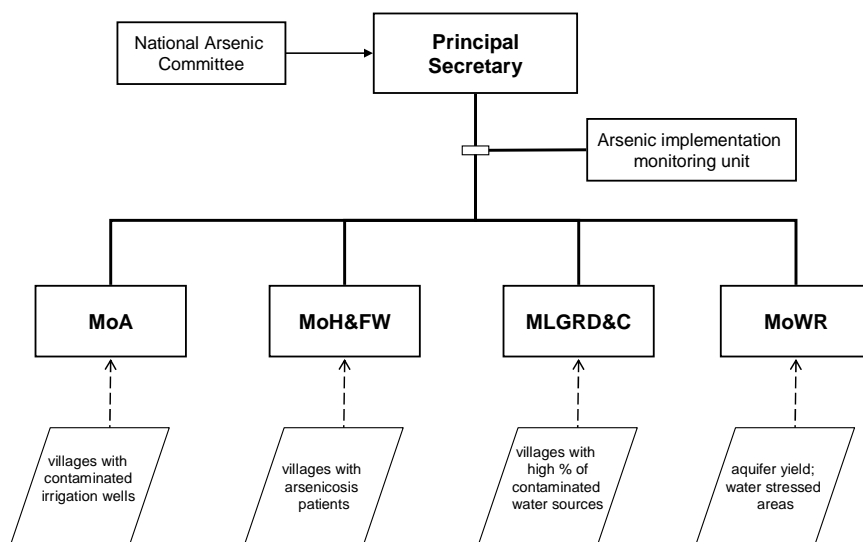 National Arsenic
Committee
Principal
Secretary
Arsenic implementation
monitoring unit
MoA
MoH&FW
MLGRD&C
MoWR
villages with
contaminated
irrigation wells
villages with
arsenicosis
patients
villages with
high % of
contaminated
water sources
aquifer yield;
water stressed
areas